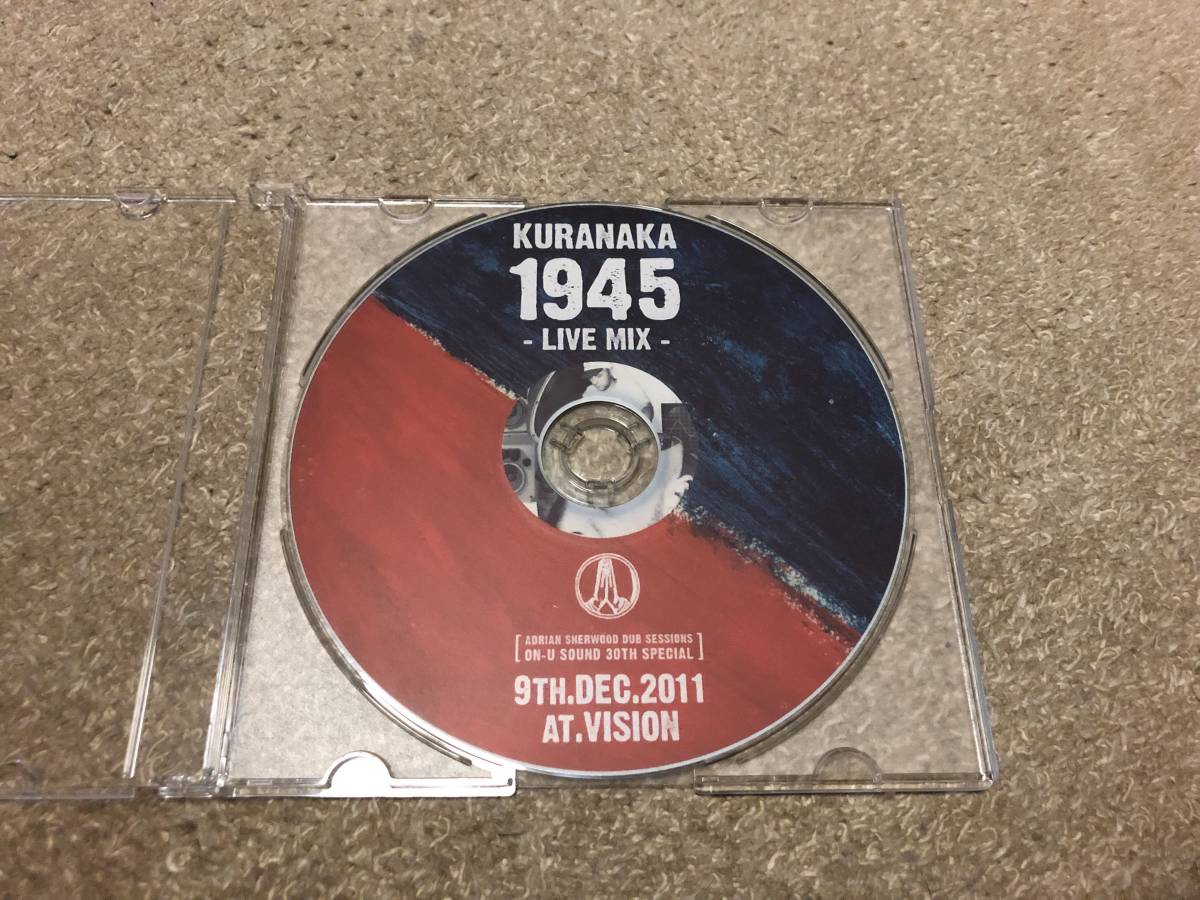 KURANAKA
1945
- LIVE MIX -
[ ADRIAN SHERWOOD DUB SESSIONS
ON-U SOUND 30TH SPECIAL ]
9TH.DEC.2011
AT.VISION